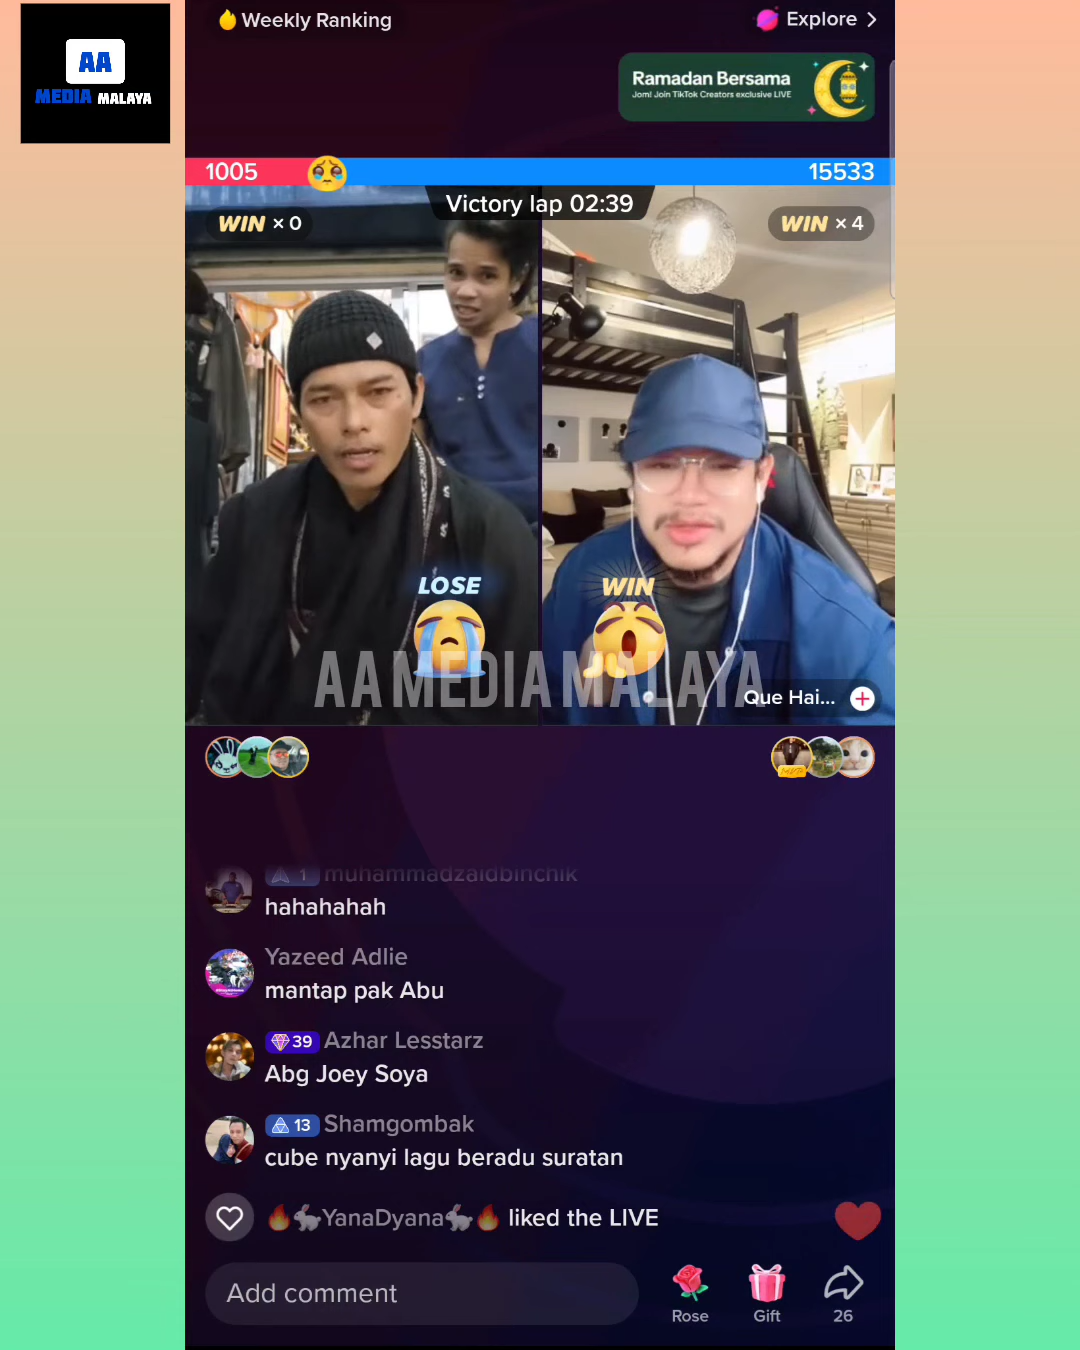 AA
MEDIA MALAYA
Weekly Ranking
Explore >
Ramadan Bersama
Jom! Join TikTok Creators exclusive LIVE
1005
15533
Victory lap 02:39
WIN × 0
WIN × 4
LOSE
WIN
AA MEDIA MALAYA
Que Hai...
1 muhammadzaidbinchik
hahahahah
Yazeed Adlie
mantap pak Abu
39 Azhar Lesstarz
Abg Joey Soya
13 Shamgombak
cube nyanyi lagu beradu suratan
🔥🐇YanaDyana🐇🔥 liked the LIVE
Add comment
Rose
Gift
26